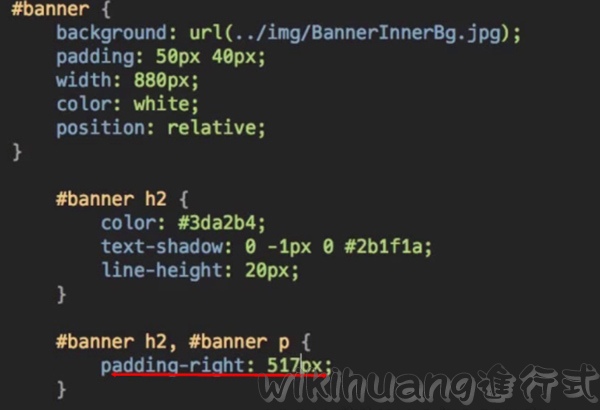 #banner {
    background: url(../img/BannerInnerBg.jpg);
    padding: 50px 40px;
    width: 880px;
    color: white;
    position: relative;
}
    #banner h2 {
        color: #3da2b4;
        text-shadow: 0 -1px 0 #2b1f1a;
        line-height: 20px;
    }
    #banner h2, #banner p {
        padding-right: 517px;
    }
wikihuang進行式